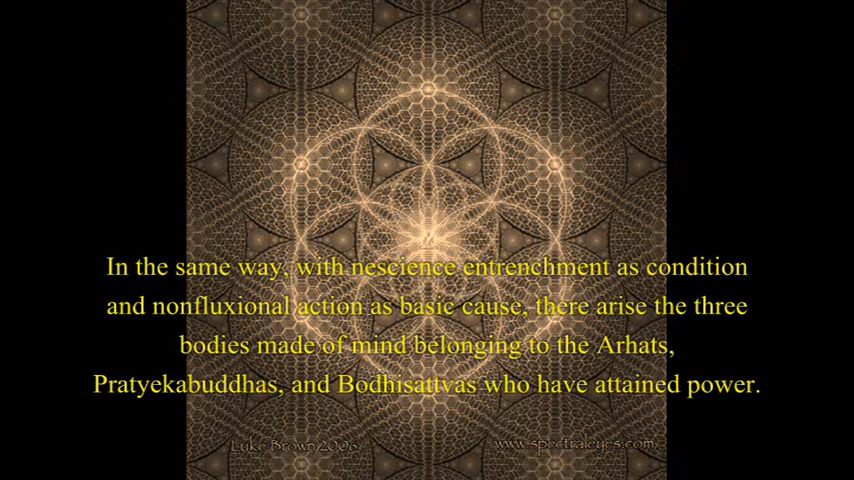 In the same way, with nescience entrenchment as condition
and nonfluxional action as basic cause, there arise the three
bodies made of mind belonging to the Arhats,
Pratyekabuddhas, and Bodhisattvas who have attained power.
Luke Brown 2006 www.spectraleyes.com